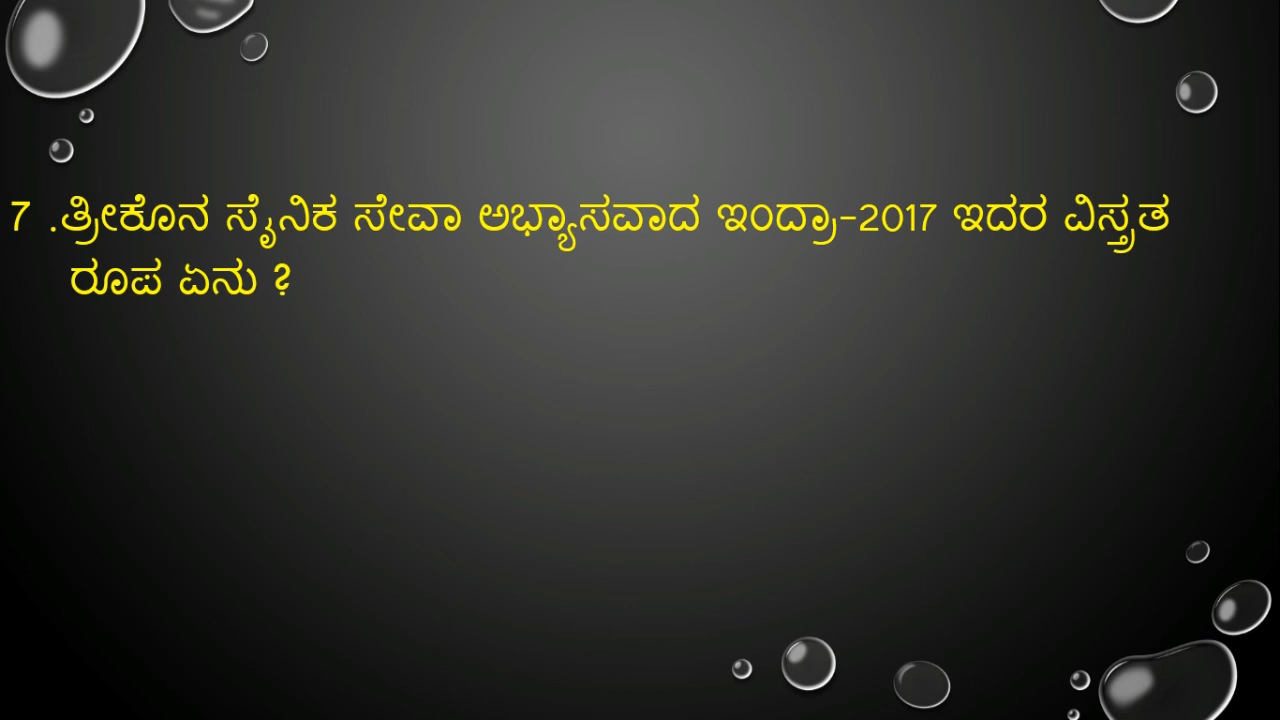 7 .ತ್ರೀಕೊನ ಸೈನಿಕ ಸೇವಾ ಅಭ್ಯಾಸವಾದ ಇಂದ್ರಾ-2017 ಇದರ ವಿಸ್ತ್ರತ
ರೂಪ ಏನು ?